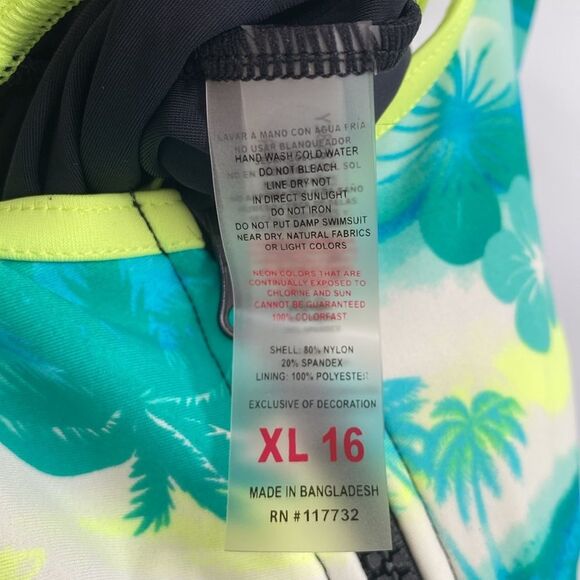 LAVAR A MANO CON AGUA FRIA
NO USAR BLANQUEADOR
HAND WASH COLD WATER
DO NOT BLEACH.
LINE DRY NOT
IN DIRECT SUNLIGHT
DO NOT IRON
DO NOT PUT DAMP SWIMSUIT
NEAR DRY, NATURAL FABRICS
OR LIGHT COLORS
NEON COLORS THAT ARE
CONTINUALLY EXPOSED TO
CHLORINE AND SUN
CANNOT BE GUARANTEED
100% COLORFAST
SHELL: 80% NYLON
20% SPANDEX
LINING: 100% POLYESTER
EXCLUSIVE OF DECORATION
XL 16
MADE IN BANGLADESH
RN #117732